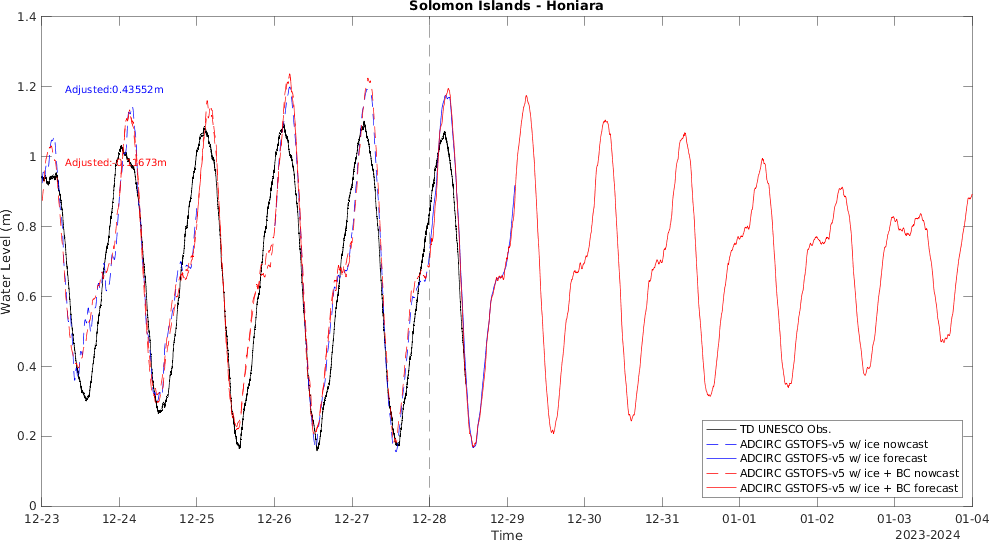 Solomon Islands - Honiara
1.4
1.2
1
0.8
0.6
0.4
0.2
0
Water Level (m)
Adjusted:0.43552m
Adjusted:
1673m
TD UNESCO Obs.
ADCIRC GSTOFS-v5 w/ ice nowcast
ADCIRC GSTOFS-v5 w/ ice forecast
ADCIRC GSTOFS-v5 w/ ice + BC nowcast
ADCIRC GSTOFS-v5 w/ ice + BC forecast
12-23 12-24 12-25 12-26 12-27 12-28 12-29 12-30 12-31 01-01 01-02 01-03 01-04
Time
2023-2024